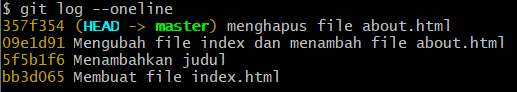 $ git log --oneline
357f354 (HEAD -> master) menghapus file about.html
09e1d91 Mengubah file index dan menambah file about.html
5f5b1f6 Menambahkan judul
bb3d065 Membuat file index.html